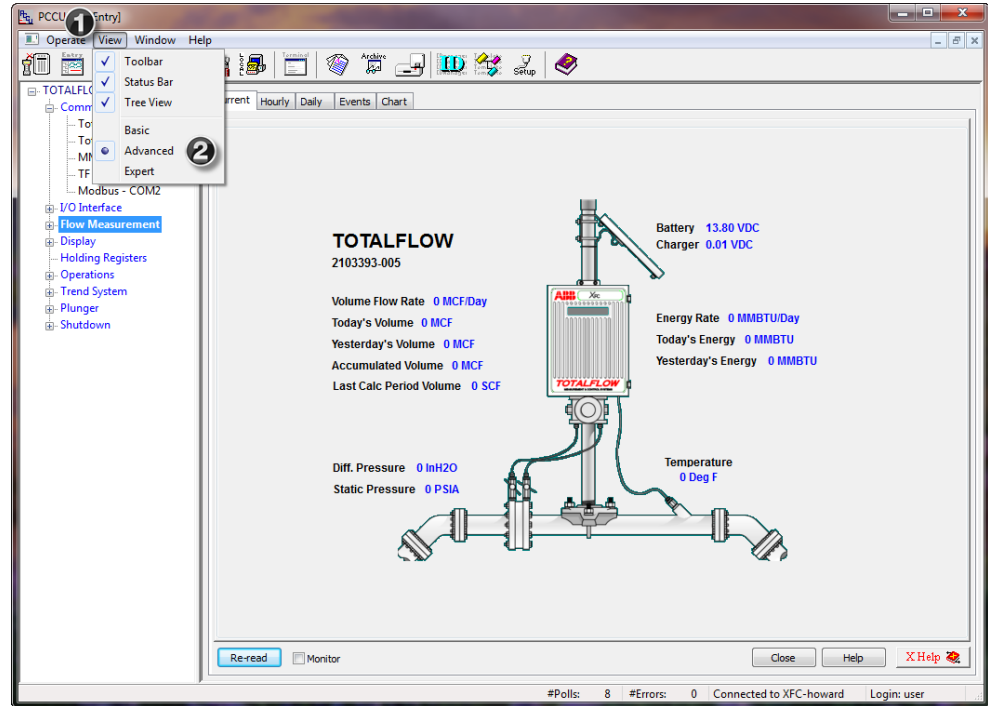 PCCU
Entry]
1
Operate View Window Help
Entry
Terminal
Archive
Setup
Toolbar
Status Bar
Tree View
Basic
Advanced
2
Expert
TOTALFL
Comm
To
To
MM
TF
Modbus - COM2
I/O Interface
Flow Measurement
Display
Holding Registers
Operations
Trend System
Plunger
Shutdown
urrent Hourly Daily Events Chart
TOTALFLOW
2103393-005
Battery 13.80 VDC
Charger 0.01 VDC
ABB XFC
Volume Flow Rate 0 MCF/Day
Today's Volume 0 MCF
Yesterday's Volume 0 MCF
Accumulated Volume 0 MCF
Last Calc Period Volume 0 SCF
Energy Rate 0 MMBTU/Day
Today's Energy 0 MMBTU
Yesterday's Energy 0 MMBTU
TOTALFLOW
Diff. Pressure 0 InH2O
Static Pressure 0 PSIA
Temperature
0 Deg F
Re-read Monitor Close Help X Help
#Polls: 8 #Errors: 0 Connected to XFC-howard Login: user